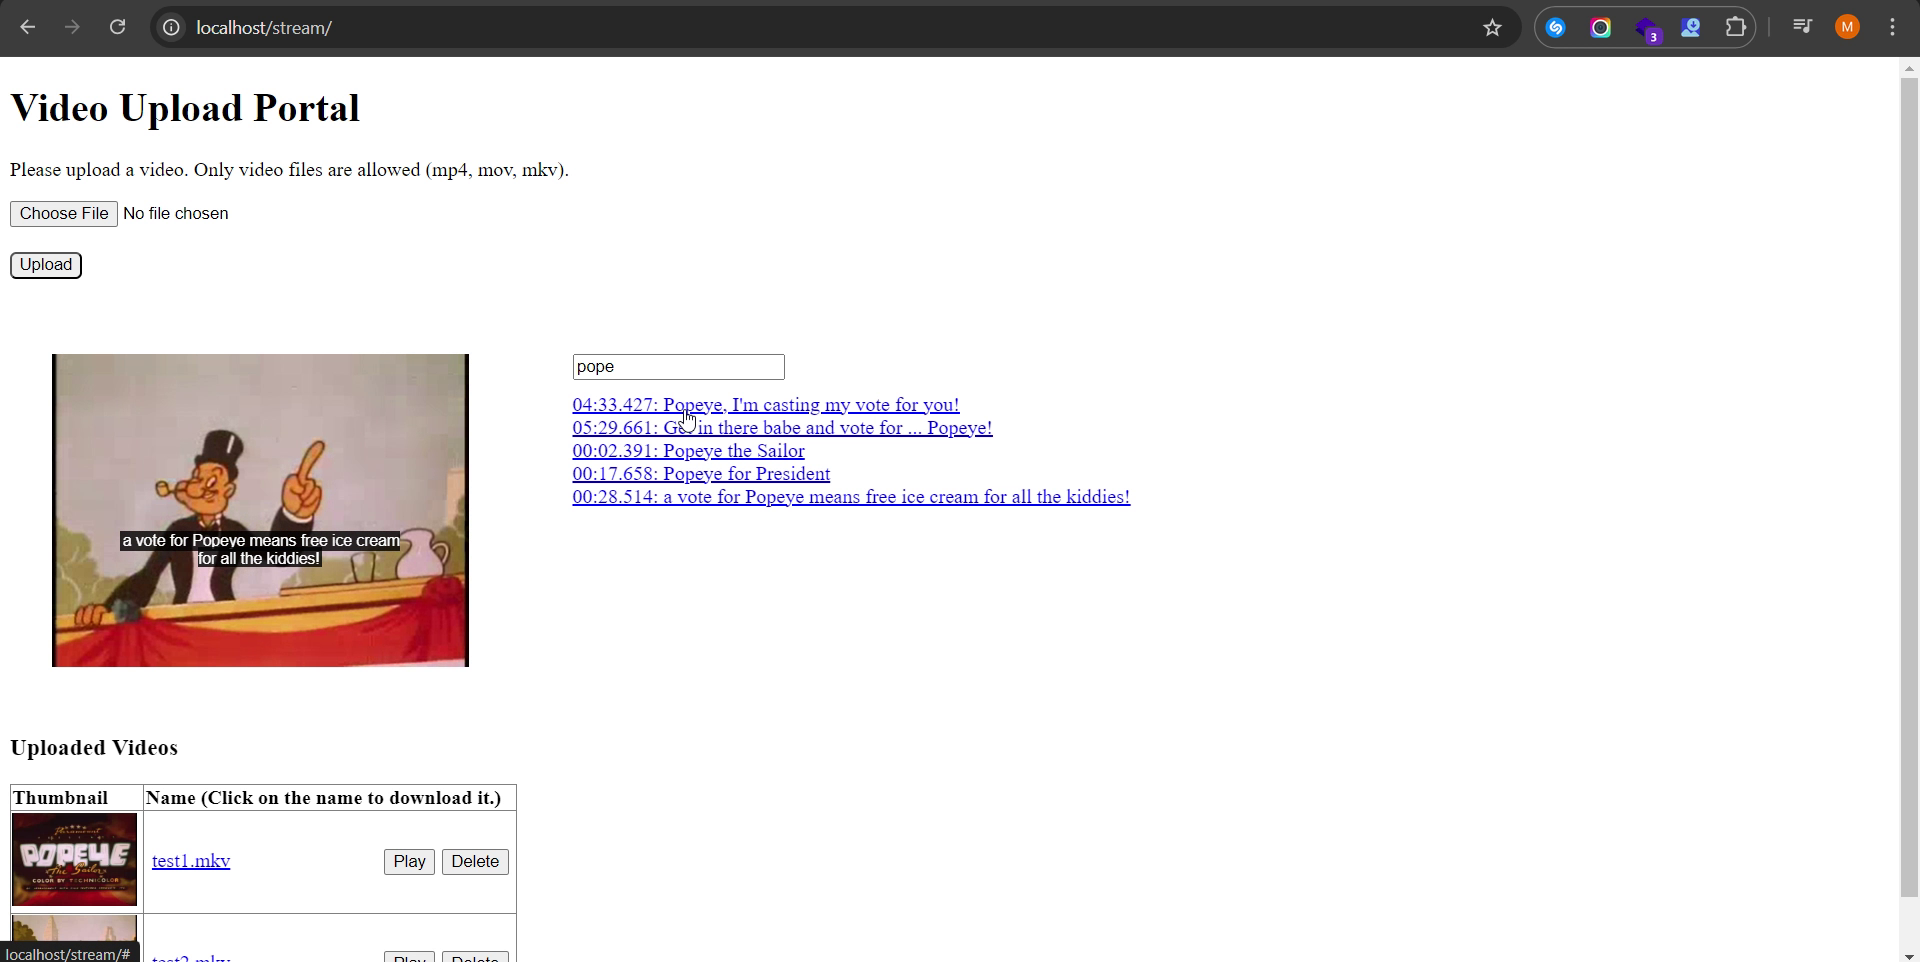 localhost/stream/
3
M
Video Upload Portal
Please upload a video. Only video files are allowed (mp4, mov, mkv).
Choose File No file chosen
Upload
pope
04:33.427: Popeye, I'm casting my vote for you!
05:29.661: Get in there babe and vote for ... Popeye!
00:02.391: Popeye the Sailor
00:17.658: Popeye for President
00:28.514: a vote for Popeye means free ice cream for all the kiddies!
a vote for Popeye means free ice cream
for all the kiddies!
Uploaded Videos
Thumbnail Name (Click on the name to download it.)
Paramount
POPEYE
The Sailor
COLOR BY TECHNICOLOR
test1.mkv Play Delete
test2.mkv Play Delete
localhost/stream/#